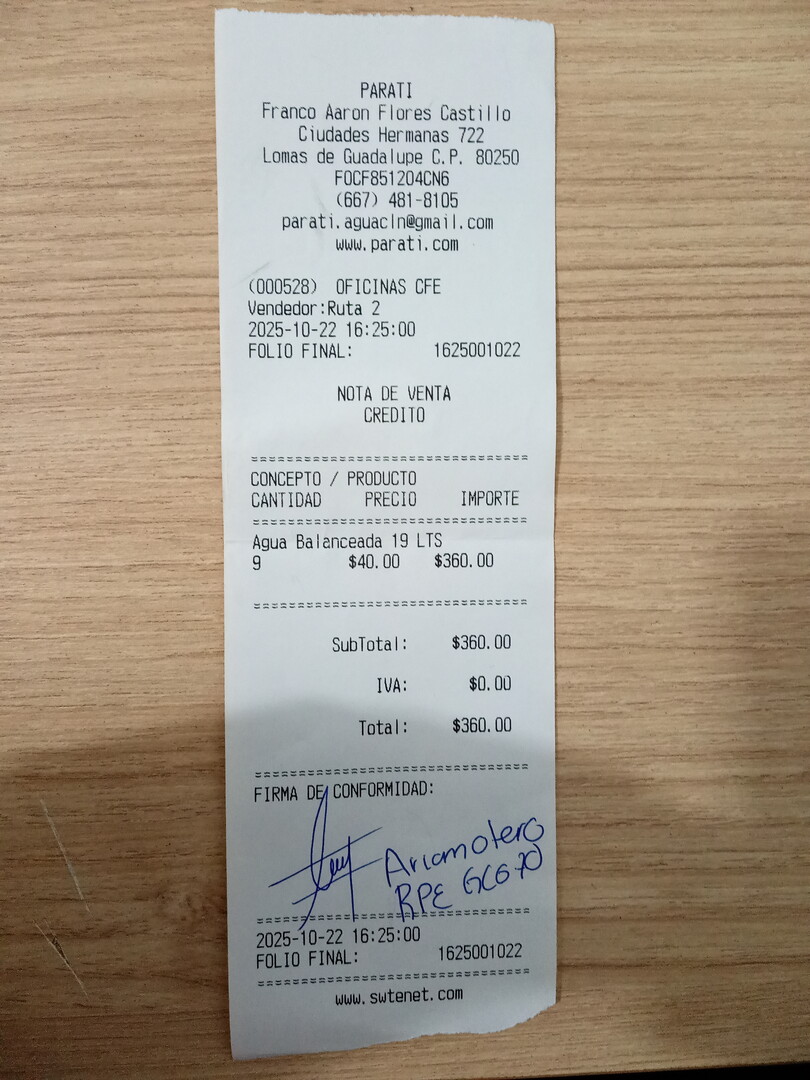 PARATI
Franco Aaron Flores Castillo
Ciudades Hermanas 722
Lomas de Guadalupe C.P. 80250
FOCF851204CN6
(667) 481-8105
parati.aguacln@gmail.com
www.parati.com
(000528) OFICINAS CFE
Vendedor:Ruta 2
2025-10-22 16:25:00
FOLIO FINAL: 1625001022
NOTA DE VENTA
CREDITO
CONCEPTO / PRODUCTO
CANTIDAD PRECIO IMPORTE
Agua Balanceada 19 LTS
9 $40.00 $360.00
SubTotal: $360.00
IVA: $0.00
Total: $360.00
FIRMA DE CONFORMIDAD:
RPE
2025-10-22 16:25:00
FOLIO FINAL: 1625001022
www.swtenet.com